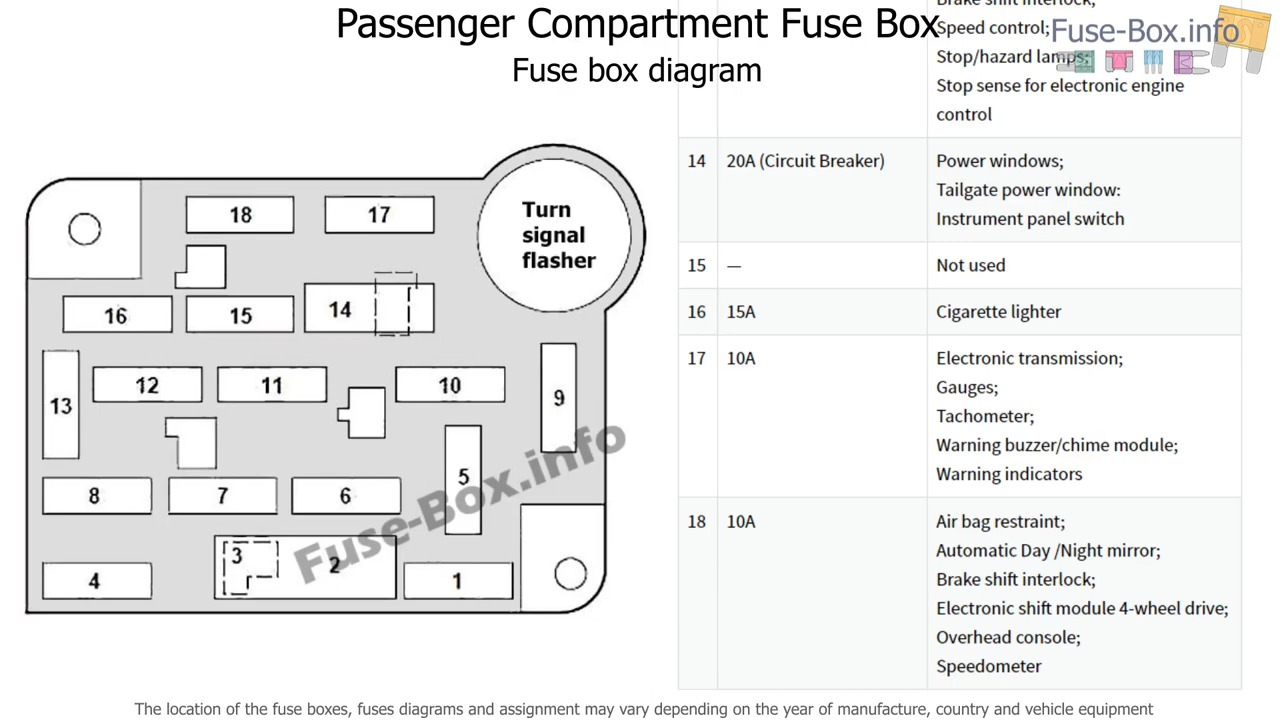 Passenger Compartment Fuse Box
Fuse box diagram
Fuse-Box.info
Brake shift interlock;
Speed control;
Stop/hazard lamps;
Stop sense for electronic engine
control
14 20A (Circuit Breaker) Power windows;
Tailgate power window:
Instrument panel switch
15 — Not used
16 15A Cigarette lighter
17 10A Electronic transmission;
Gauges;
Tachometer;
Warning buzzer/chime module;
Warning indicators
18 10A Air bag restraint;
Automatic Day /Night mirror;
Brake shift interlock;
Electronic shift module 4-wheel drive;
Overhead console;
Speedometer
18 17
Turn
signal
flasher
16 15 14
13 12 11 10 9
8 7 6 5
4 3 2 1
Fuse-Box.info
The location of the fuse boxes, fuses diagrams and assignment may vary depending on the year of manufacture, country and vehicle equipment